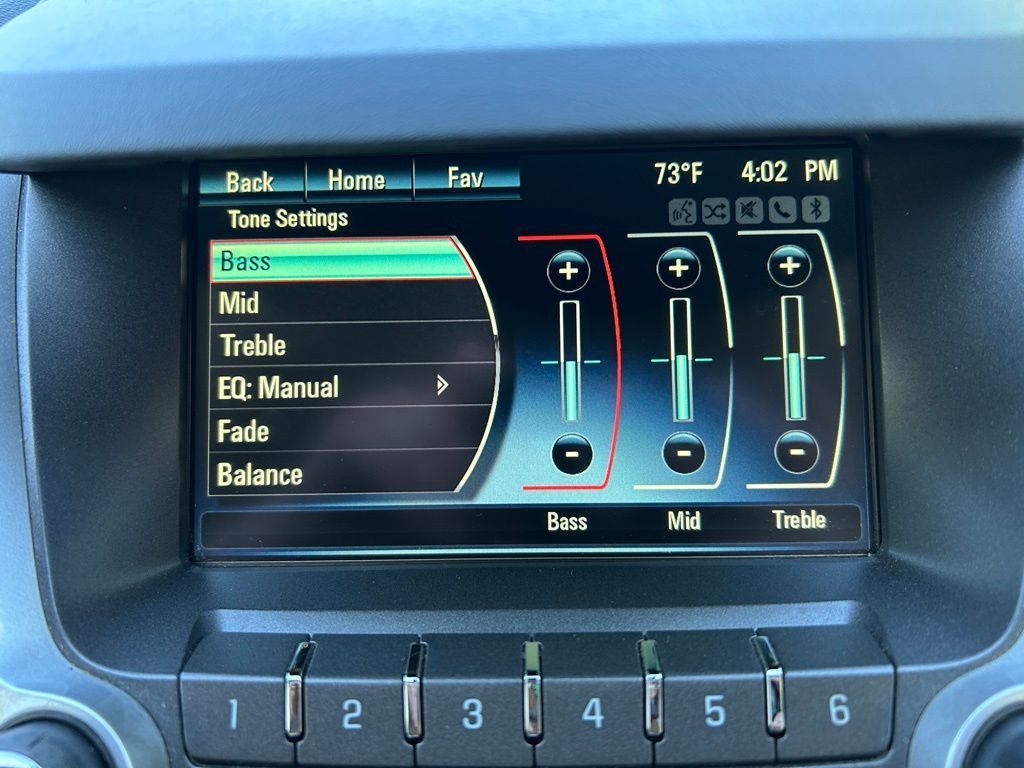 Back Home Fav 73°F 4:02 PM
Tone Settings
Bass
Mid
Treble
EQ: Manual
Fade
Balance
+ + +
- - -
Bass Mid Treble
1 2 3 4 5 6